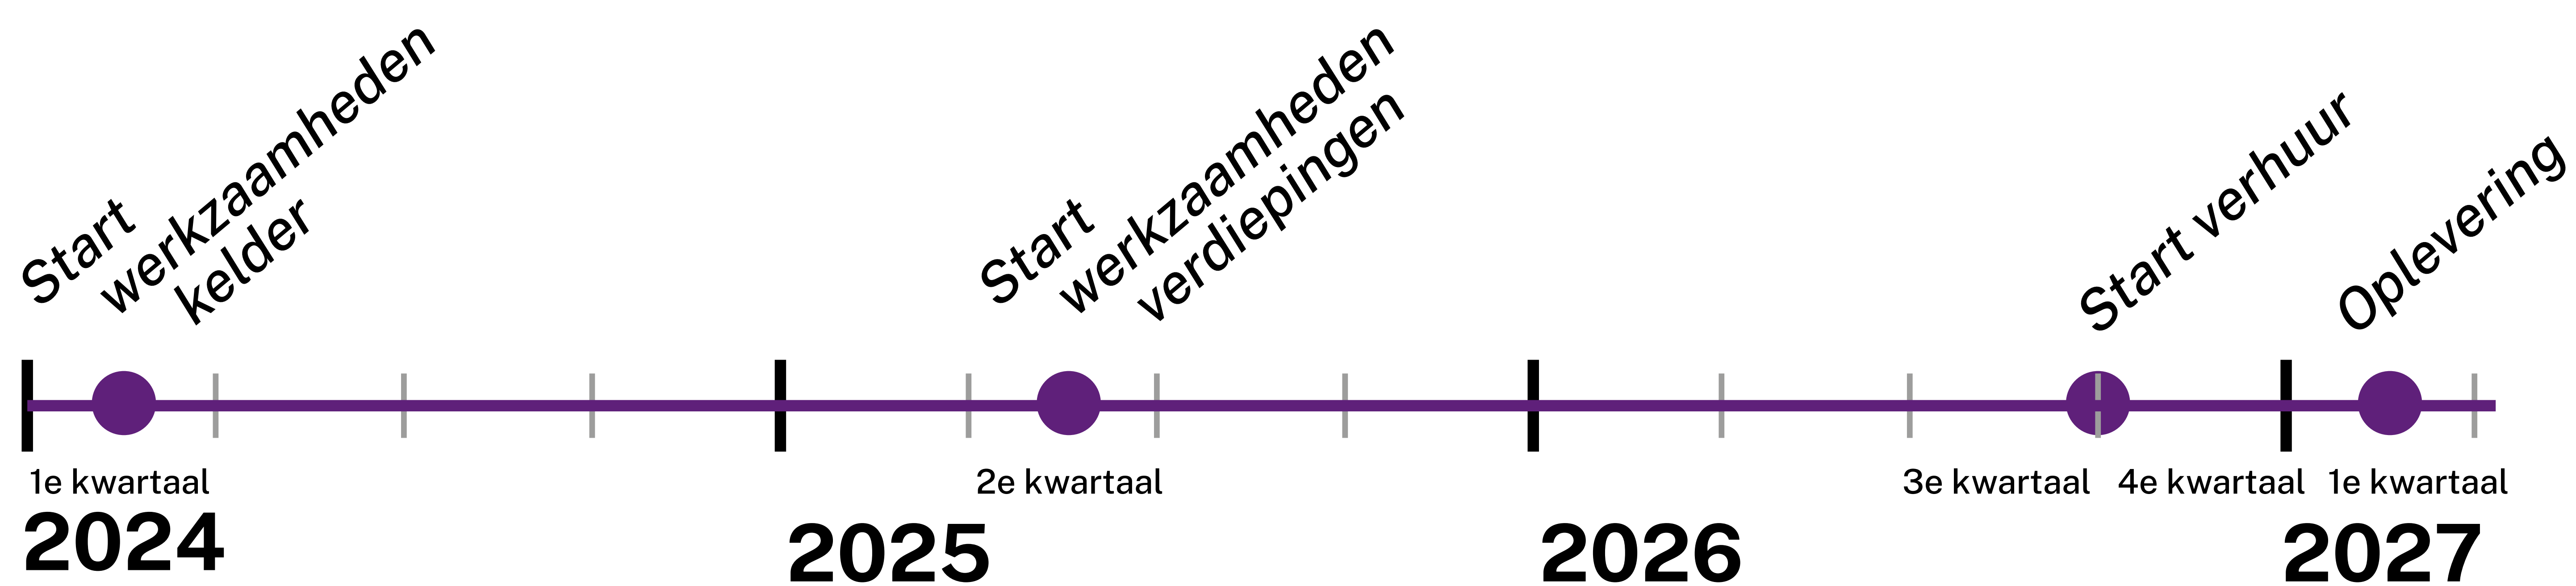 Start
werkzaamheden
kelder
Start
werkzaamheden
verdiepingen
Start verhuur
Oplevering
1e kwartaal
2e kwartaal
3e kwartaal
4e kwartaal
1e kwartaal
2024
2025
2026
2027